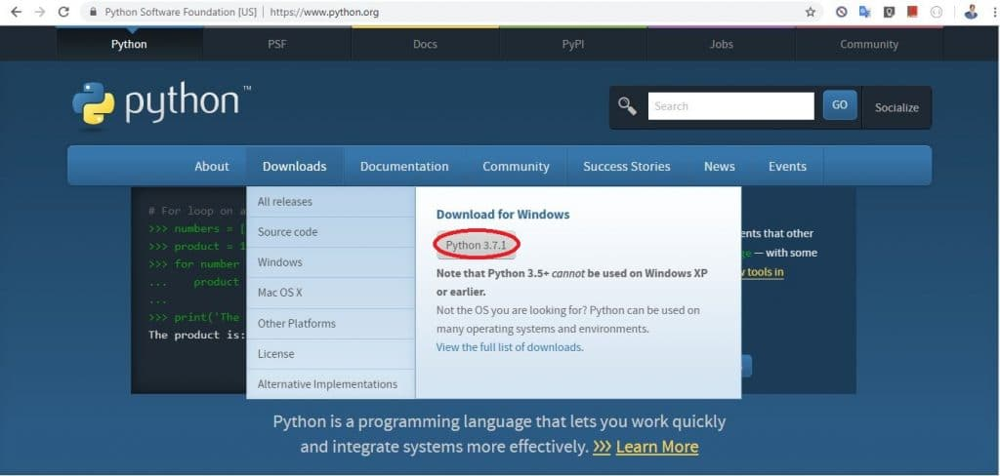 Python Software Foundation [US] | https://www.python.org
Python PSF Docs PyPI Jobs Community
python™
Search GO Socialize
About Downloads Documentation Community Success Stories News Events
All releases
Source code
Windows
Mac OS X
Other Platforms
License
Alternative Implementations
Download for Windows
Python 3.7.1
Note that Python 3.5+ cannot be used on Windows XP
or earlier.
Not the OS you are looking for? Python can be used on
many operating systems and environments.
View the full list of downloads.
# For loop on a
>>> numbers = [
>>> product = 1
>>> for number
... product
...
>>> print('The
The product is:
ents that other
— with some
tools in
Python is a programming language that lets you work quickly
and integrate systems more effectively. >>> Learn More